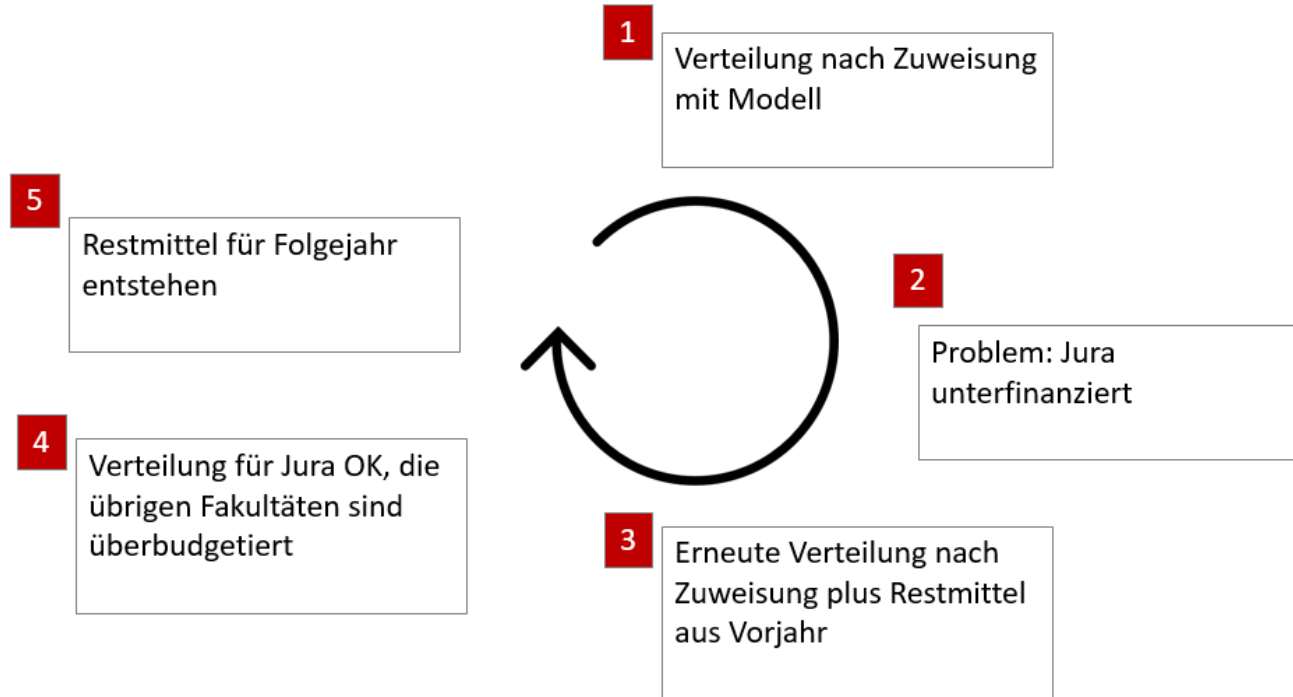 1
Verteilung nach Zuweisung
mit Modell
2
Problem: Jura
unterfinanziert
3
Erneute Verteilung nach
Zuweisung plus Restmittel
aus Vorjahr
4
Verteilung für Jura OK, die
übrigen Fakultäten sind
überbudgetiert
5
Restmittel für Folgejahr
entstehen